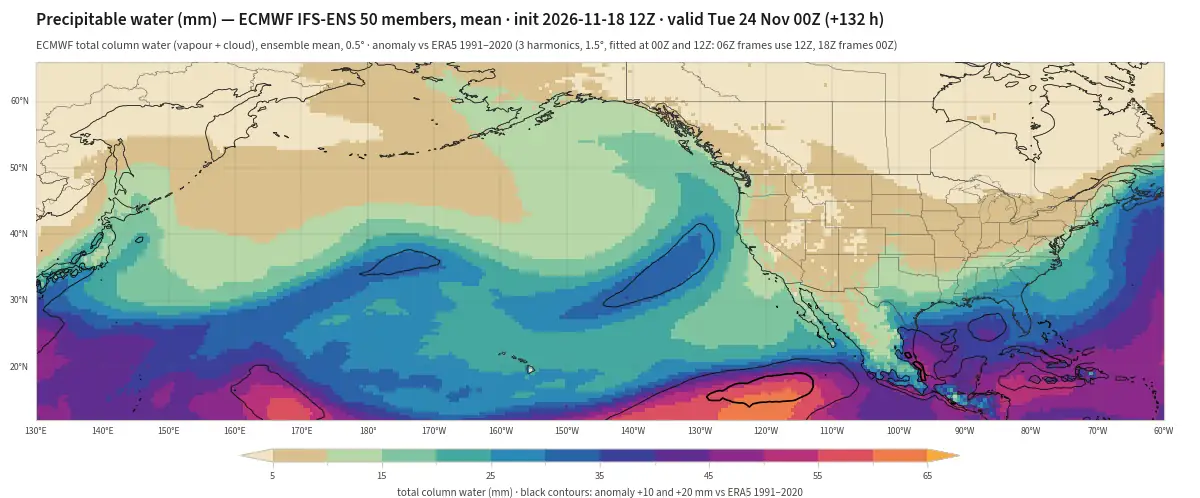 Precipitable water (mm) — ECMWF IFS-ENS 50 members, mean · init 2026-11-18 12Z · valid Tue 24 Nov 00Z (+132 h)
ECMWF total column water (vapour + cloud), ensemble mean, 0.5° · anomaly vs ERA5 1991–2020 (3 harmonics, 1.5°, fitted at 00Z and 12Z: 06Z frames use 12Z, 18Z frames 00Z)
60°N
50°N
40°N
30°N
20°N
130°E 140°E 150°E 160°E 170°E 180° 170°W 160°W 150°W 140°W 130°W 120°W 110°W 100°W 90°W 80°W 70°W 60°W
5 15 25 35 45 55 65
total column water (mm) · black contours: anomaly +10 and +20 mm vs ERA5 1991–2020